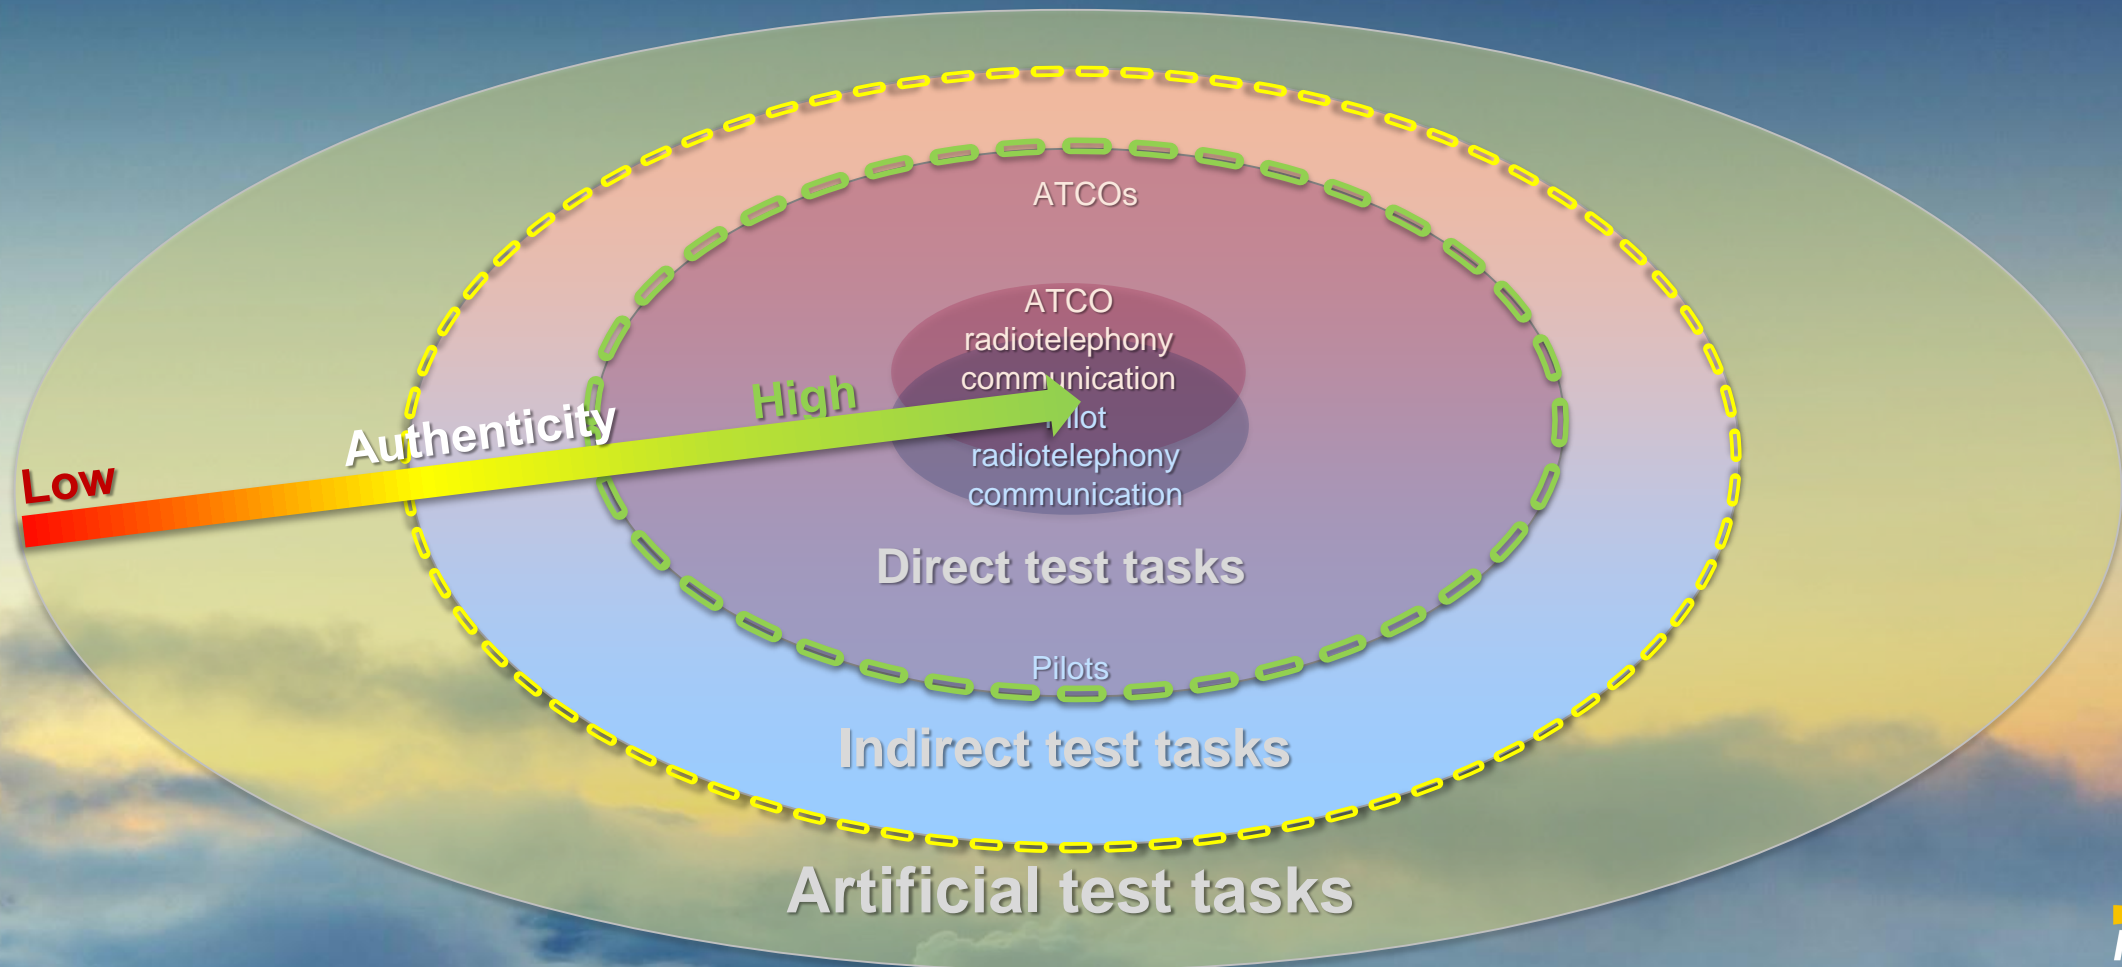 ATCOs
ATCO
radiotelephony
communication
Pilot
radiotelephony
communication
High
Authenticity
Low
Direct test tasks
Pilots
Indirect test tasks
Artificial test tasks